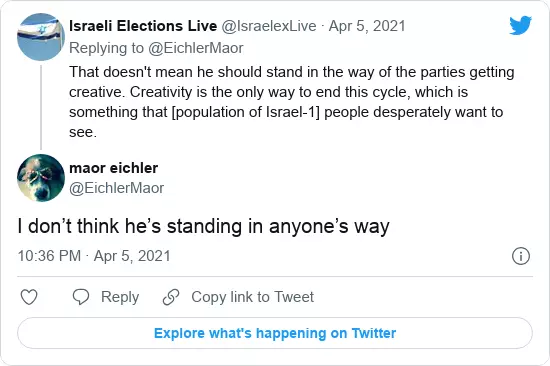 Israeli Elections Live @IsraelexLive · Apr 5, 2021
Replying to @EichlerMaor
That doesn't mean he should stand in the way of the parties getting
creative. Creativity is the only way to end this cycle, which is
something that [population of Israel-1] people desperately want to
see.
maor eichler
@EichlerMaor
I don’t think he’s standing in anyone’s way
10:36 PM · Apr 5, 2021
Reply
Copy link to Tweet
Explore what's happening on Twitter